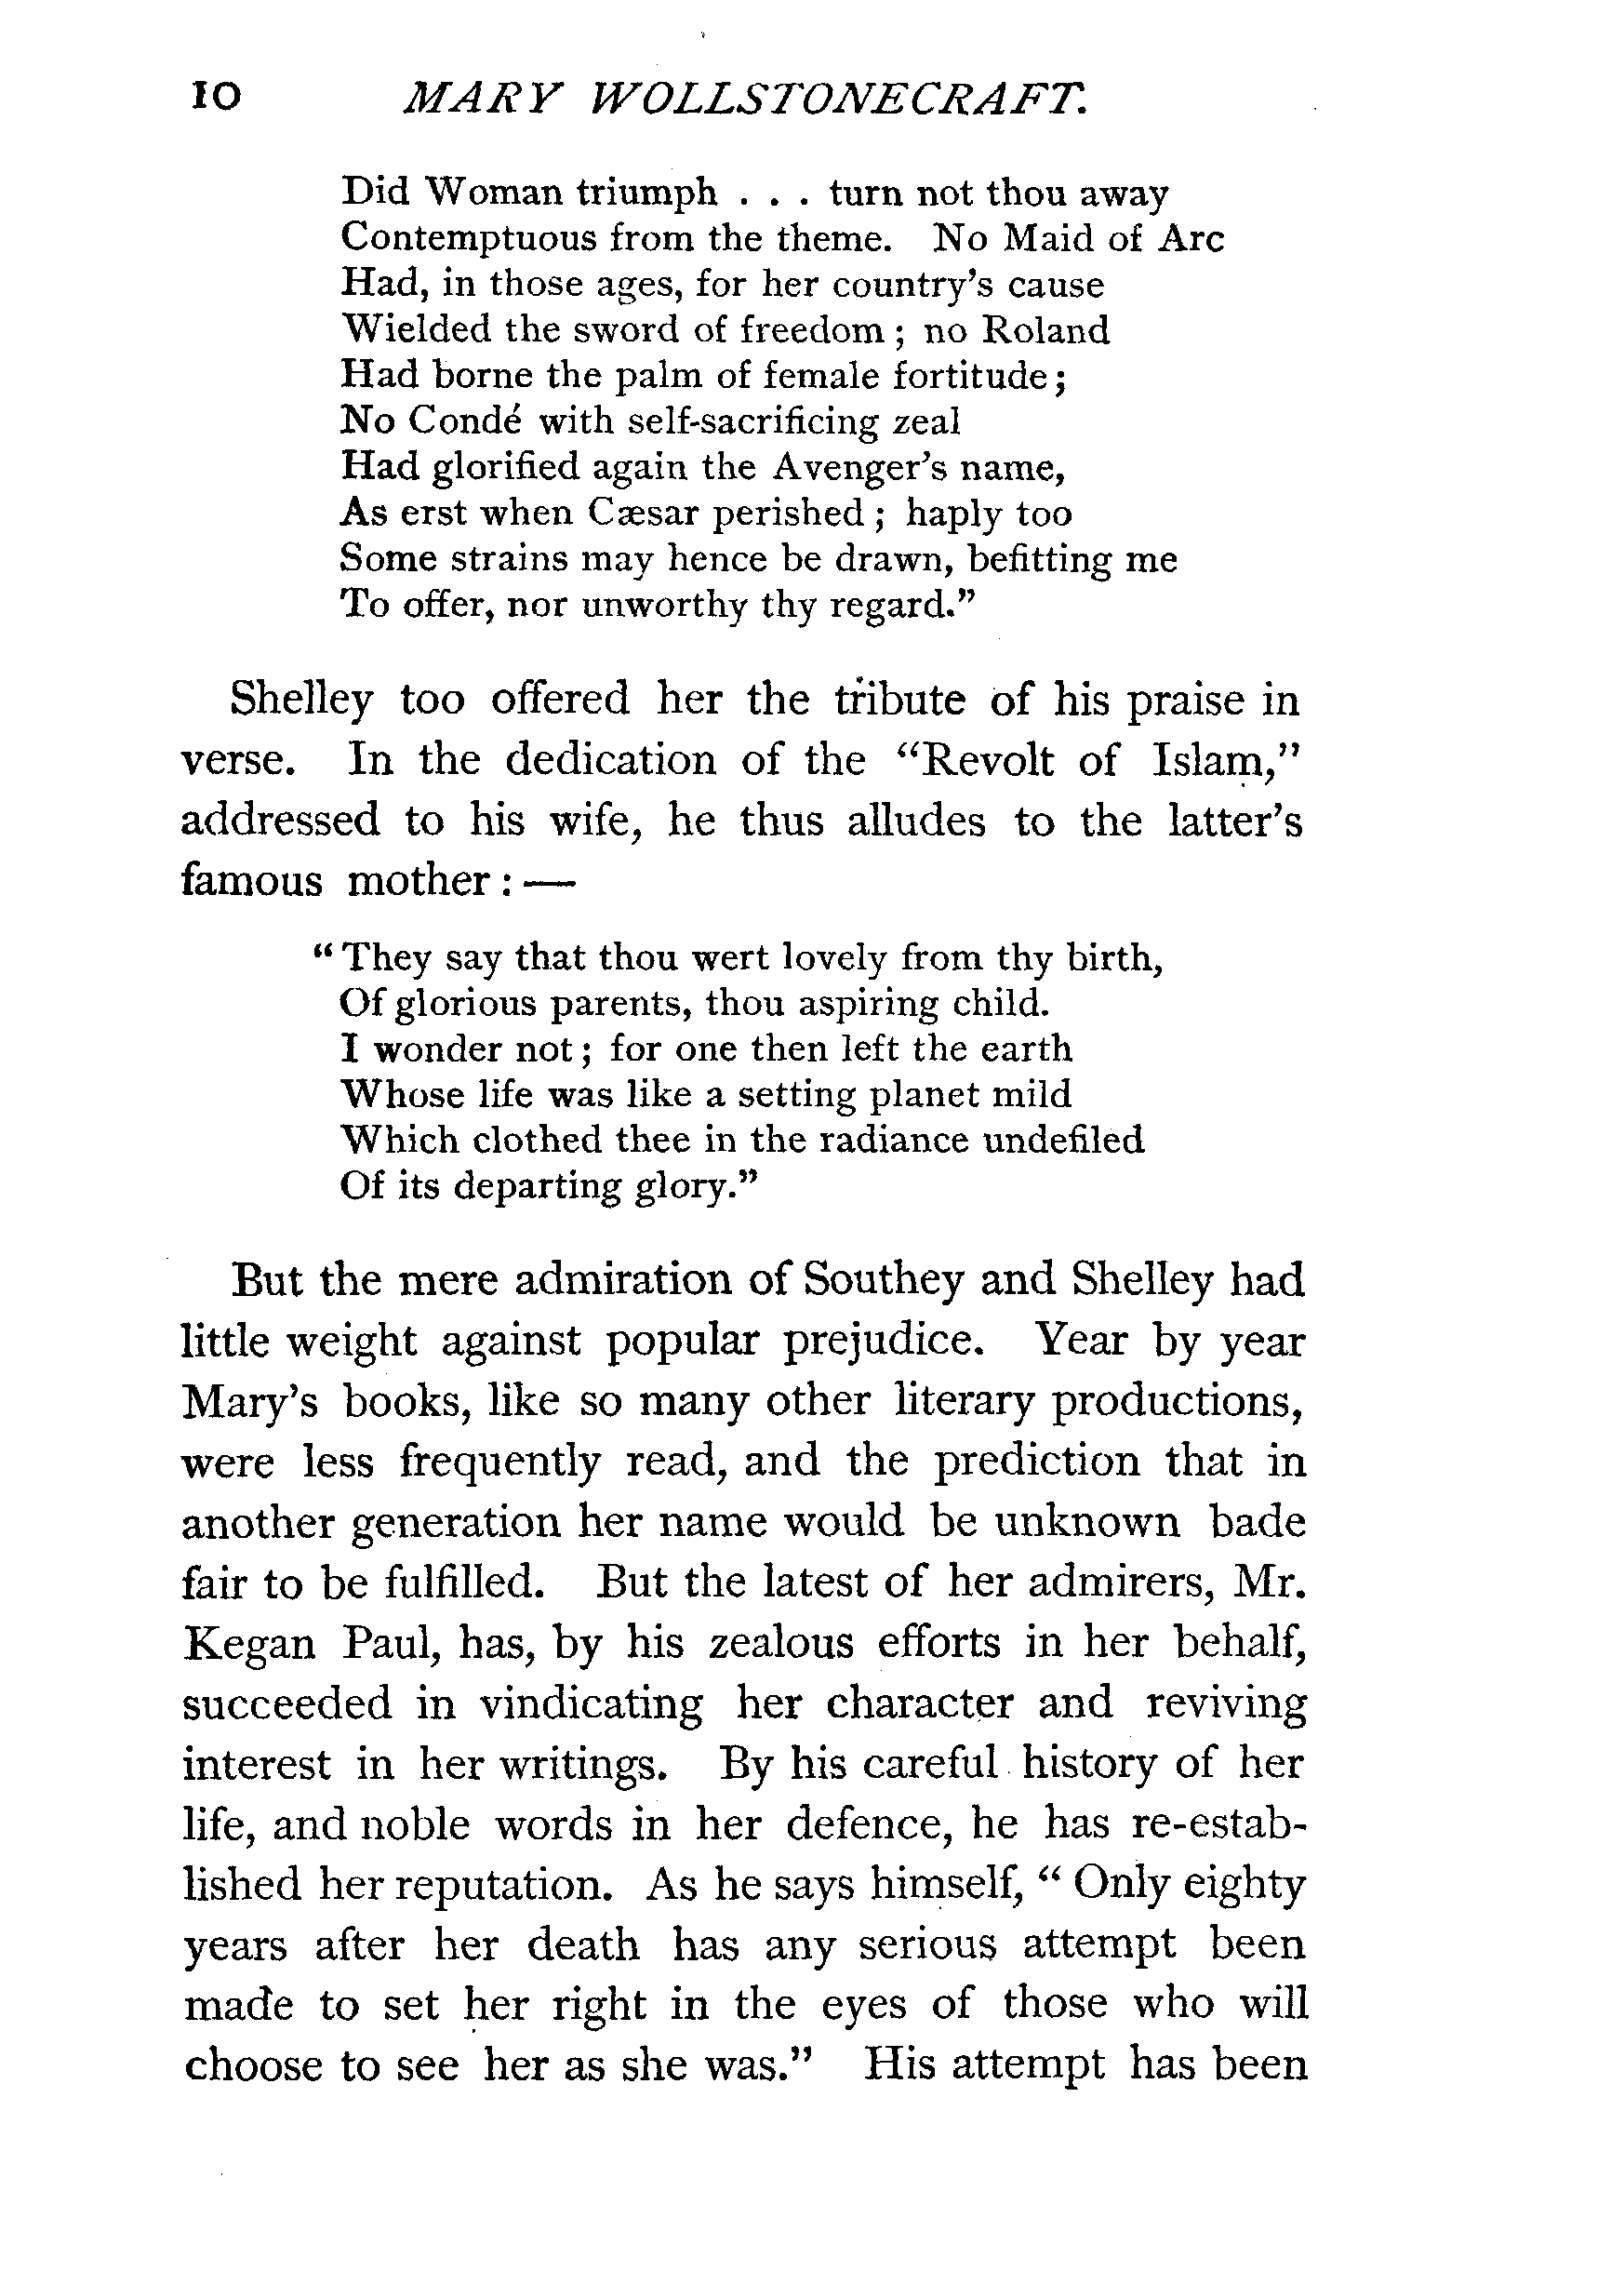 10 MARY WOLLSTONECRAFT.
Did Woman triumph . . . turn not thou away
Contemptuous from the theme. No Maid of Arc
Had, in those ages, for her country's cause
Wielded the sword of freedom ; no Roland
Had borne the palm of female fortitude ;
No Condé with self-sacrificing zeal
Had glorified again the Avenger's name,
As erst when Cæsar perished ; haply too
Some strains may hence be drawn, befitting me
To offer, nor unworthy thy regard.”
Shelley too offered her the tribute of his praise in
verse. In the dedication of the “Revolt of Islam,”
addressed to his wife, he thus alludes to the latter's
famous mother : —
“ They say that thou wert lovely from thy birth,
Of glorious parents, thou aspiring child.
I wonder not ; for one then left the earth
Whose life was like a setting planet mild
Which clothed thee in the radiance undefiled
Of its departing glory.”
But the mere admiration of Southey and Shelley had
little weight against popular prejudice. Year by year
Mary's books, like so many other literary productions,
were less frequently read, and the prediction that in
another generation her name would be unknown bade
fair to be fulfilled. But the latest of her admirers, Mr.
Kegan Paul, has, by his zealous efforts in her behalf,
succeeded in vindicating her character and reviving
interest in her writings. By his careful history of her
life, and noble words in her defence, he has re-estab-
lished her reputation. As he says himself, “ Only eighty
years after her death has any serious attempt been
made to set her right in the eyes of those who will
choose to see her as she was.” His attempt has been